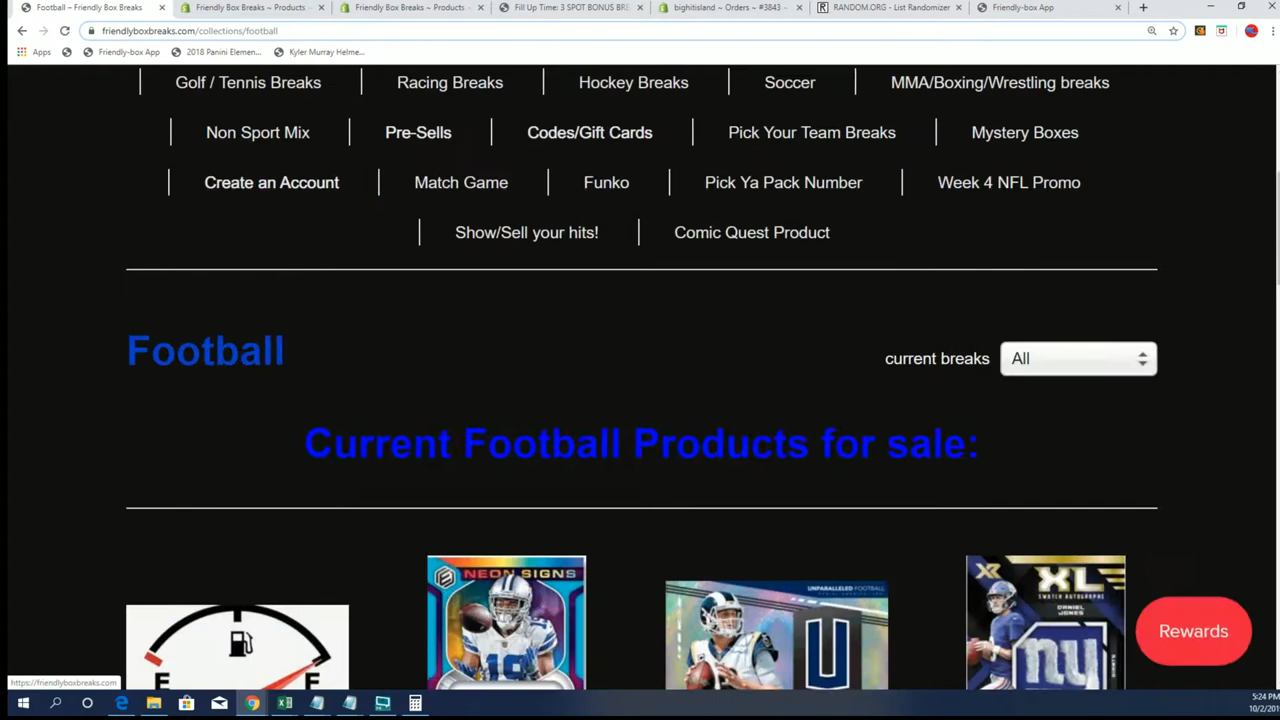 Football – Friendly Box Breaks
Friendly Box Breaks ~ Products
Friendly Box Breaks ~ Products
Fill Up Time: 3 SPOT BONUS BRE
bighitisland ~ Orders ~ #3843 ~
RANDOM.ORG - List Randomizer
Friendly-box App
friendlyboxbreaks.com/collections/football
Apps
Friendly-box App
2018 Panini Elemen...
Kyler Murray Helme...
Golf / Tennis Breaks
Racing Breaks
Hockey Breaks
Soccer
MMA/Boxing/Wrestling breaks
Non Sport Mix
Pre-Sells
Codes/Gift Cards
Pick Your Team Breaks
Mystery Boxes
Create an Account
Match Game
Funko
Pick Ya Pack Number
Week 4 NFL Promo
Show/Sell your hits!
Comic Quest Product
Football
current breaks
All
Current Football Products for sale:
E F
NEON SIGNS
UNPARALLELED FOOTBALL
U
XR
XL
SWATCH AUTOGRAPHS
DANIEL
JONES
ny
Rewards
https://friendlyboxbreaks.com
5:24 PM
10/2/201